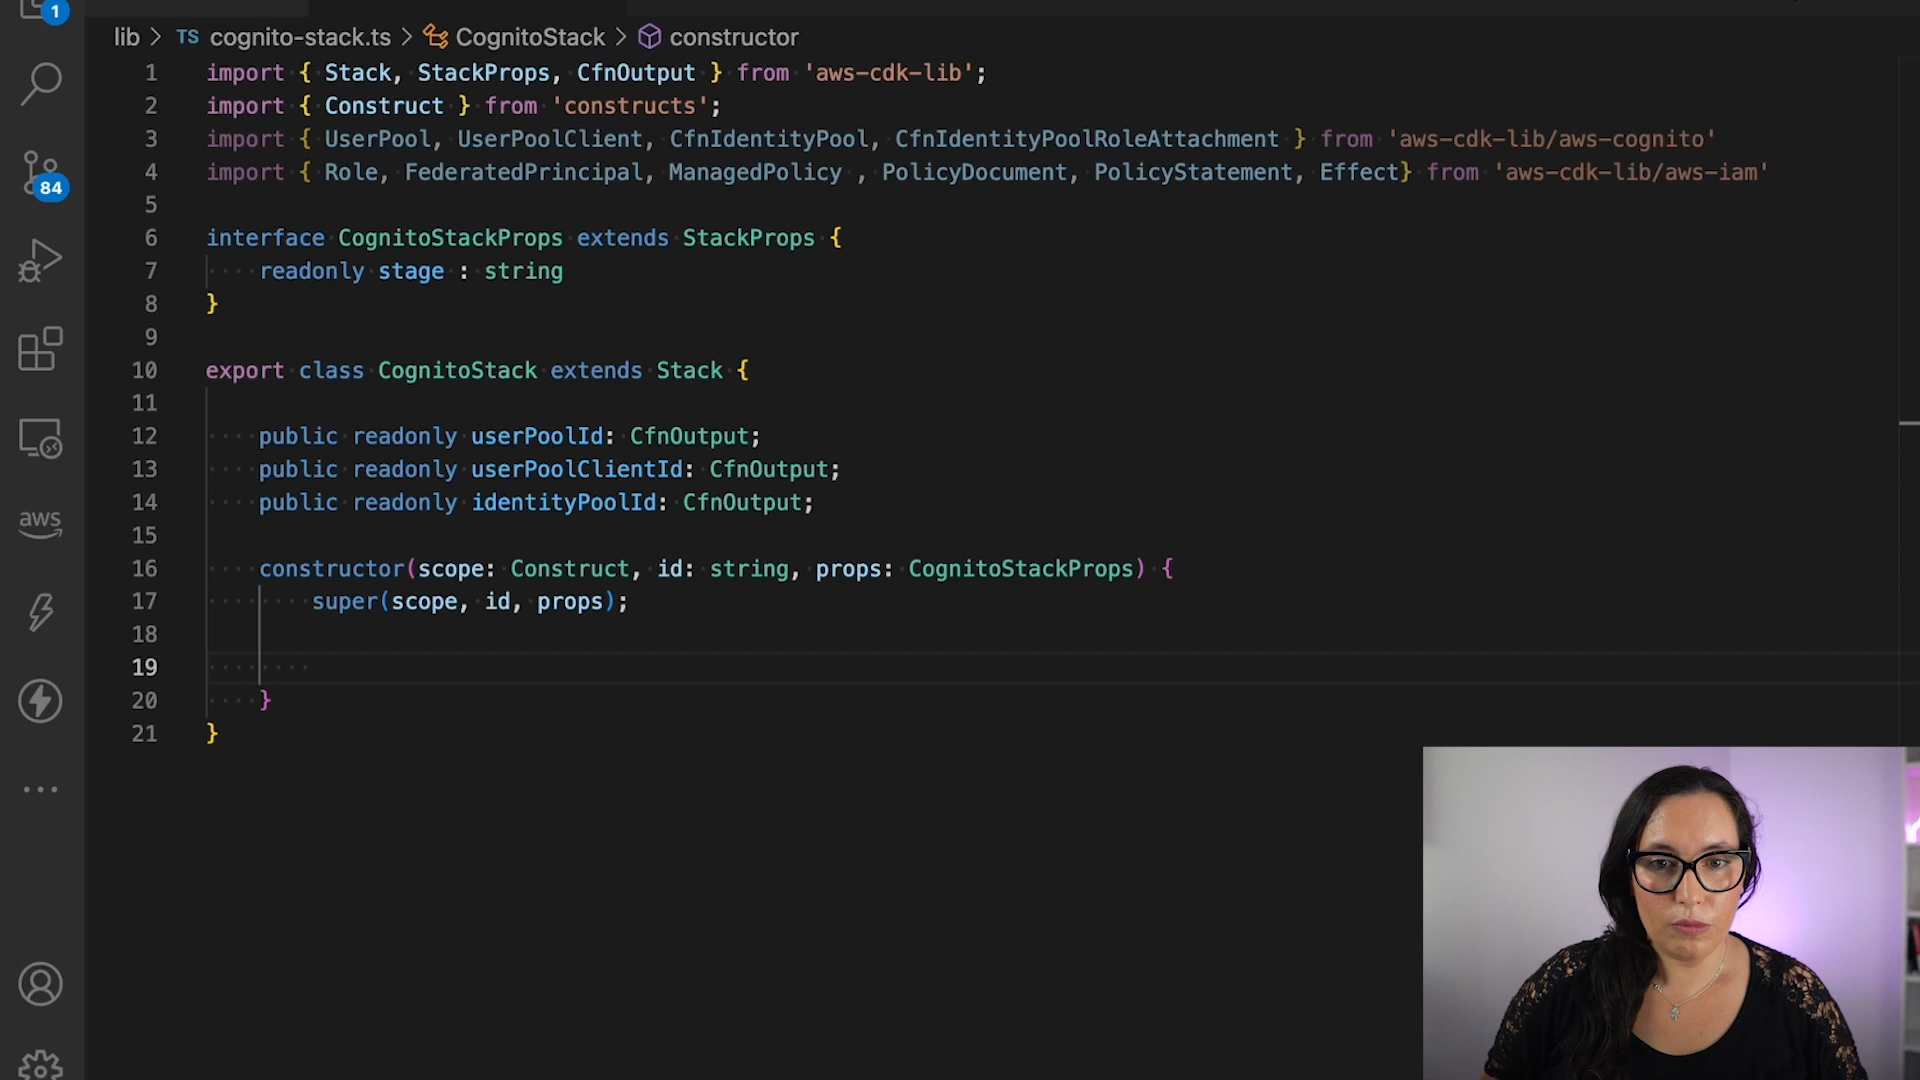 1
lib > TS cognito-stack.ts > CognitoStack > constructor
1 import { Stack, StackProps, CfnOutput } from 'aws-cdk-lib';
2 import { Construct } from 'constructs';
3 import { UserPool, UserPoolClient, CfnIdentityPool, CfnIdentityPoolRoleAttachment } from 'aws-cdk-lib/aws-cognito'
4 import { Role, FederatedPrincipal, ManagedPolicy , PolicyDocument, PolicyStatement, Effect} from 'aws-cdk-lib/aws-iam'
84
5
6 interface CognitoStackProps extends StackProps {
7 readonly stage : string
8 }
9
10 export class CognitoStack extends Stack {
11
12 public readonly userPoolId: CfnOutput;
13 public readonly userPoolClientId: CfnOutput;
14 public readonly identityPoolId: CfnOutput;
aws
15
16 constructor(scope: Construct, id: string, props: CognitoStackProps) {
17 super(scope, id, props);
18
19
20 }
21 }